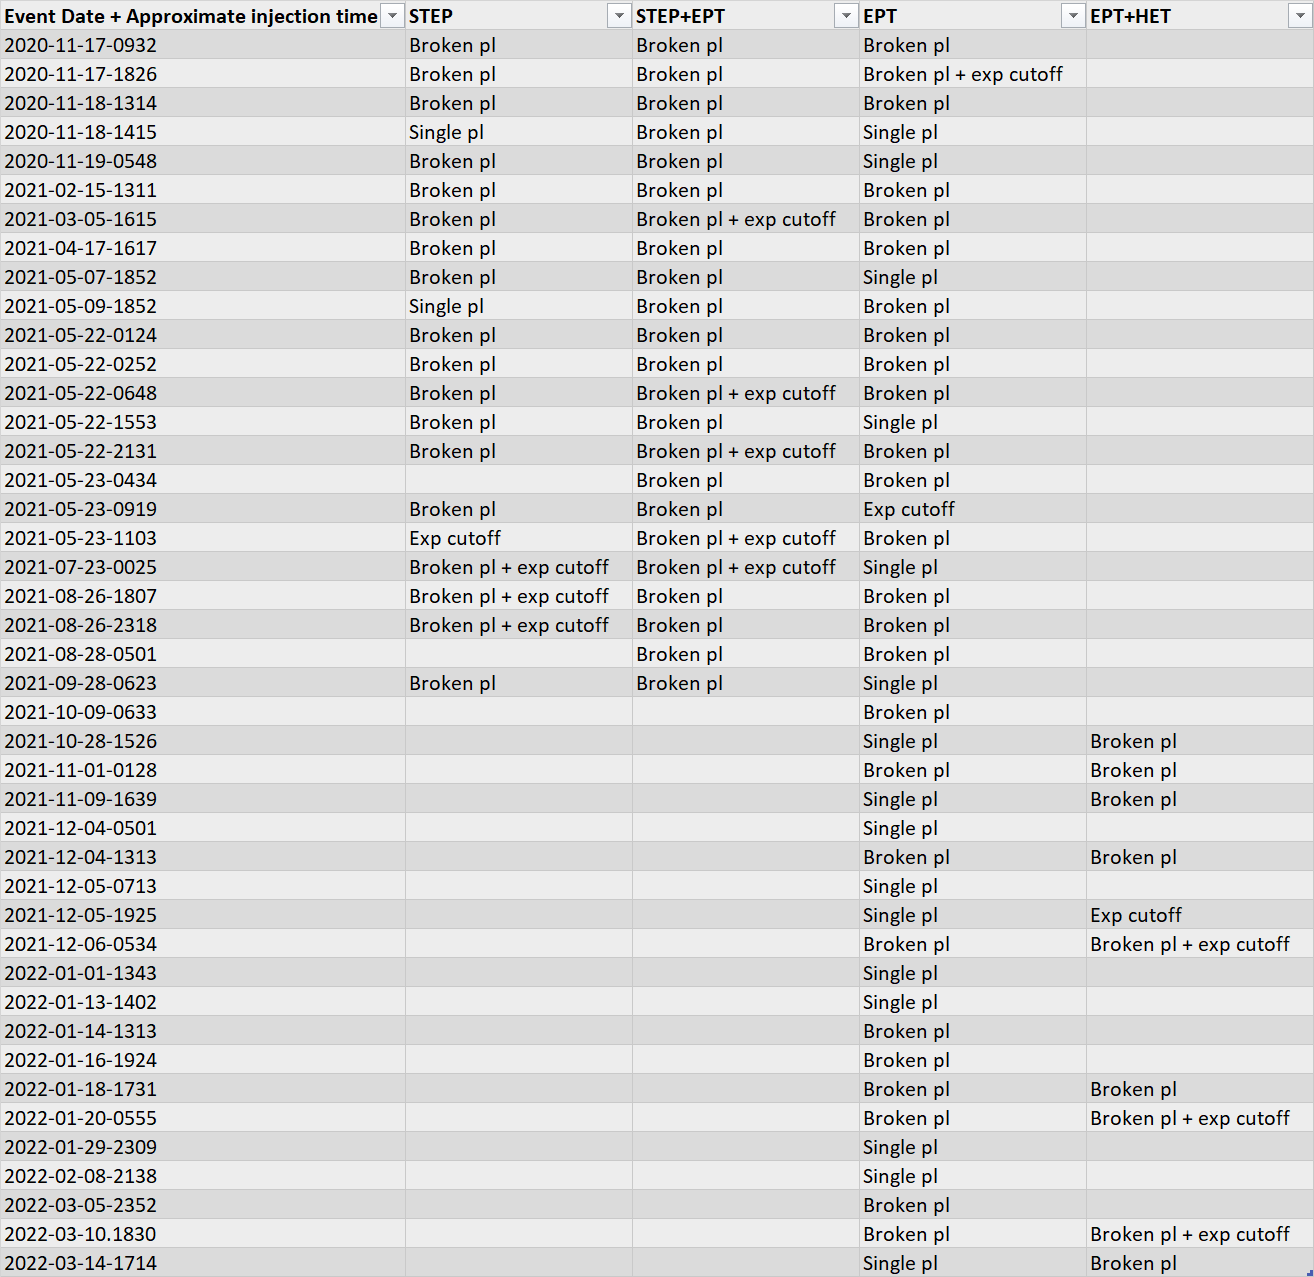 Event Date + Approximate injection time STEP STEP+EPT EPT EPT+HET
2020-11-17-0932 Broken pl Broken pl Broken pl
2020-11-17-1826 Broken pl Broken pl Broken pl + exp cutoff
2020-11-18-1314 Broken pl Broken pl Broken pl
2020-11-18-1415 Single pl Broken pl Single pl
2020-11-19-0548 Broken pl Broken pl Single pl
2021-02-15-1311 Broken pl Broken pl Broken pl
2021-03-05-1615 Broken pl Broken pl + exp cutoff Broken pl
2021-04-17-1617 Broken pl Broken pl Broken pl
2021-05-07-1852 Broken pl Broken pl Single pl
2021-05-09-1852 Single pl Broken pl Broken pl
2021-05-22-0124 Broken pl Broken pl Broken pl
2021-05-22-0252 Broken pl Broken pl Broken pl
2021-05-22-0648 Broken pl Broken pl + exp cutoff Broken pl
2021-05-22-1553 Broken pl Broken pl Single pl
2021-05-22-2131 Broken pl Broken pl + exp cutoff Broken pl
2021-05-23-0434 Broken pl Broken pl
2021-05-23-0919 Broken pl Broken pl Exp cutoff
2021-05-23-1103 Exp cutoff Broken pl + exp cutoff Broken pl
2021-07-23-0025 Broken pl + exp cutoff Broken pl + exp cutoff Single pl
2021-08-26-1807 Broken pl + exp cutoff Broken pl Broken pl
2021-08-26-2318 Broken pl + exp cutoff Broken pl Broken pl
2021-08-28-0501 Broken pl Broken pl
2021-09-28-0623 Broken pl Broken pl Single pl
2021-10-09-0633 Broken pl
2021-10-28-1526 Single pl Broken pl
2021-11-01-0128 Broken pl Broken pl
2021-11-09-1639 Single pl Broken pl
2021-12-04-0501 Single pl
2021-12-04-1313 Broken pl Broken pl
2021-12-05-0713 Single pl
2021-12-05-1925 Single pl Exp cutoff
2021-12-06-0534 Broken pl Broken pl + exp cutoff
2022-01-01-1343 Single pl
2022-01-13-1402 Single pl
2022-01-14-1313 Broken pl
2022-01-16-1924 Broken pl
2022-01-18-1731 Broken pl Broken pl
2022-01-20-0555 Broken pl Broken pl + exp cutoff
2022-01-29-2309 Single pl
2022-02-08-2138 Single pl
2022-03-05-2352 Broken pl
2022-03-10.1830 Broken pl Broken pl + exp cutoff
2022-03-14-1714 Single pl Broken pl